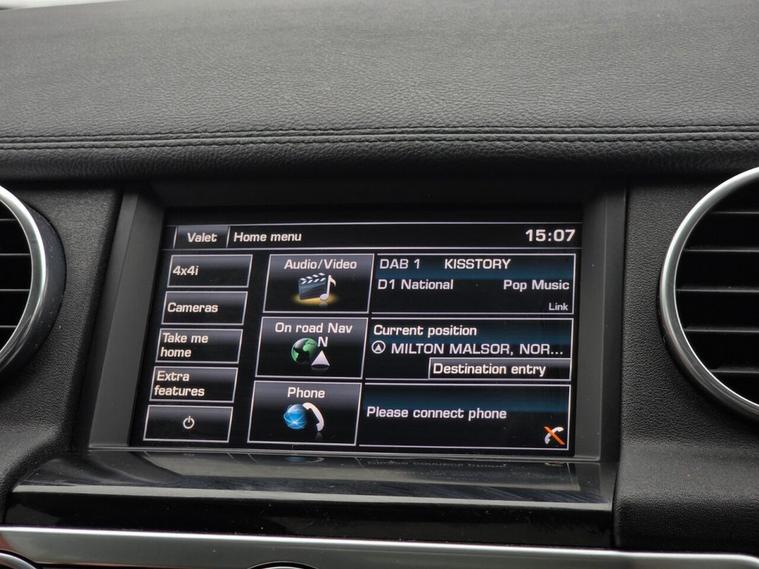 Valet
Home menu
15:07
4x4i
Cameras
Take me
home
Extra
features
Audio/Video
On road Nav
N
Phone
DAB 1 KISSTORY
D1 National Pop Music
Link
Current position
MILTON MALSOR, NOR...
Destination entry
Please connect phone